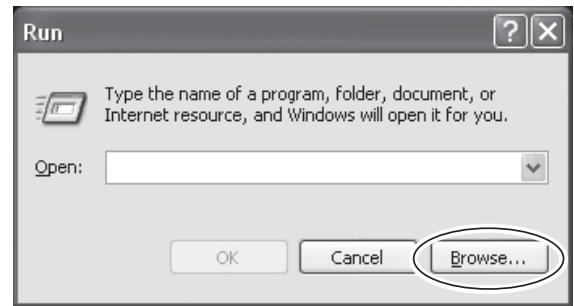 Run
Type the name of a program, folder, document, or
Internet resource, and Windows will open it for you.
Open:
OK Cancel Browse...